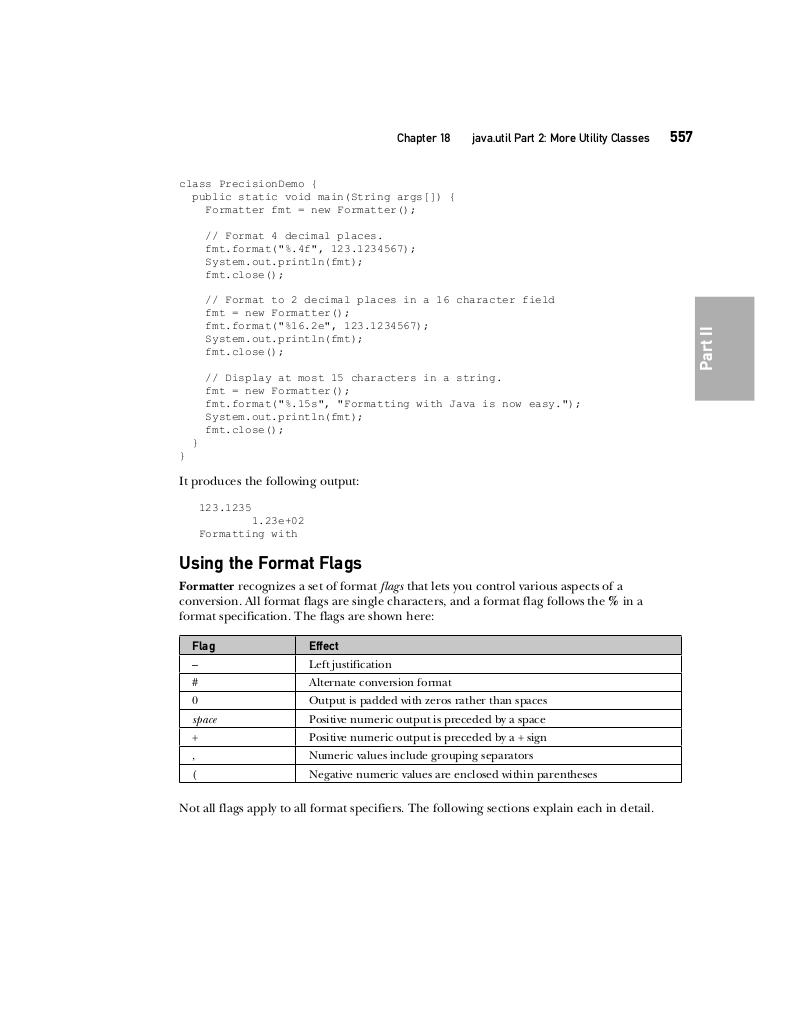 Chapter 18 java.util Part 2: More Utility Classes 557
class PrecisionDemo {
  public static void main(String args[]) {
    Formatter fmt = new Formatter();

    // Format 4 decimal places.
    fmt.format("%.4f", 123.1234567);
    System.out.println(fmt);
    fmt.close();

    // Format to 2 decimal places in a 16 character field
    fmt = new Formatter();
    fmt.format("%16.2e", 123.1234567);
    System.out.println(fmt);
    fmt.close();

    // Display at most 15 characters in a string.
    fmt = new Formatter();
    fmt.format("%.15s", "Formatting with Java is now easy.");
    System.out.println(fmt);
    fmt.close();
  }
}
Part II
It produces the following output:
123.1235
        1.23e+02
Formatting with
Using the Format Flags
Formatter recognizes a set of format flags that lets you control various aspects of a
conversion. All format flags are single characters, and a format flag follows the % in a
format specification. The flags are shown here:
Flag Effect
– Left justification
# Alternate conversion format
0 Output is padded with zeros rather than spaces
space Positive numeric output is preceded by a space
+ Positive numeric output is preceded by a + sign
, Numeric values include grouping separators
( Negative numeric values are enclosed within parentheses
Not all flags apply to all format specifiers. The following sections explain each in detail.